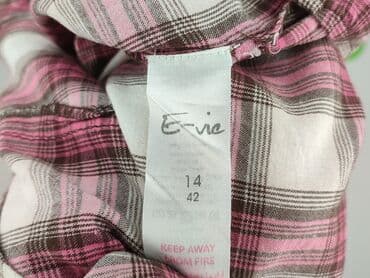 E-vie
14
42
KEEP AWAY
FROM FIRE